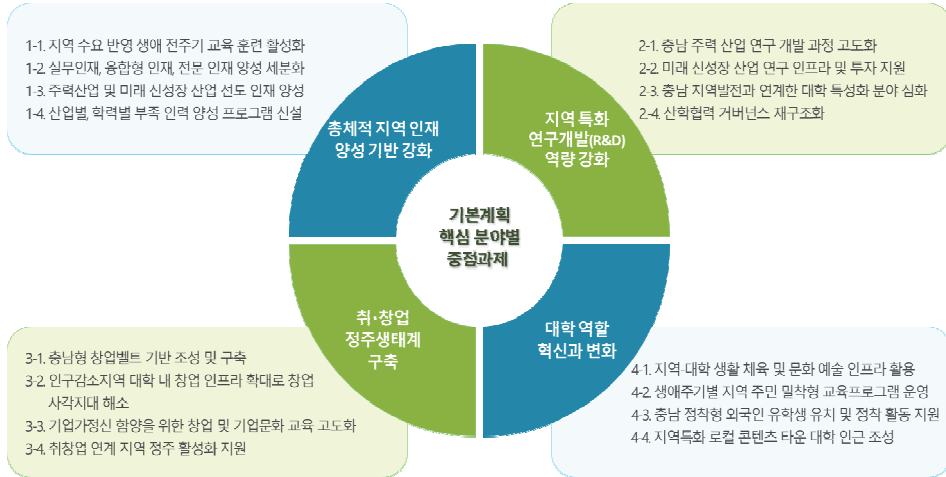 1-1. 지역 수요 반영 생애 전주기 교육 훈련 활성화
1-2. 실무인재, 융합형 인재, 전문 인재 양성 세분화
1-3. 주력산업 및 미래 신성장 산업 선도 인재 양성
1-4. 산업별, 학력별 부족 인력 양성 프로그램 신설
총체적 지역 인재
양성 기반 강화
지역 특화
연구개발(R&D)
역량 강화
2-1. 충남 주력 산업 연구 개발 과정 고도화
2-2. 미래 신성장 산업 연구 인프라 및 투자 지원
2-3. 충남 지역발전과 연계한 대학 특성화 분야 심화
2-4. 산학협력 거버넌스 재구조화
기본계획
핵심 분야별
중점과제
취·창업
정주생태계
구축
3-1. 충남형 창업벨트 기반 조성 및 구축
3-2. 인구감소지역 대학 내 창업 인프라 확대로 창업
사각지대 해소
3-3. 기업가정신 함양을 위한 창업 및 기업문화 교육 고도화
3-4. 취창업 연계 지역 정주 활성화 지원
대학 역할
혁신과 변화
4-1. 지역-대학 생활 체육 및 문화 예술 인프라 활용
4-2. 생애주기별 지역 주민 밀착형 교육프로그램 운영
4-3. 충남 정착형 외국인 유학생 유치 및 정착 활동 지원
4-4. 지역특화 로컬 콘텐츠 타운 대학 인근 조성